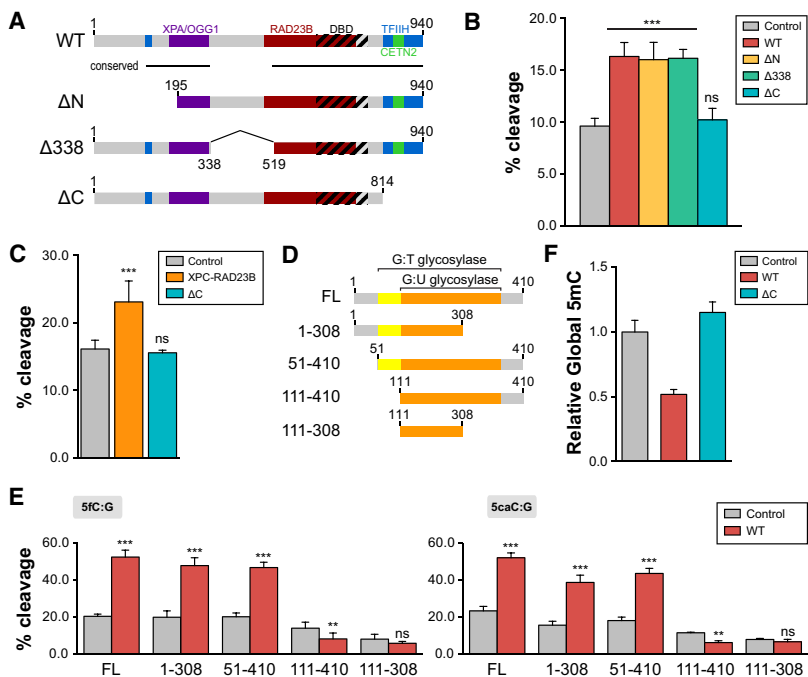 A
XPA/OGG1
RAD23B
DBD
TFIIH
CETN2
WT
1
940
conserved
195
940
ΔN
1
940
Δ338
338
519
1
814
ΔC
B
% cleavage
20.0
15.0
10.0
5.0
0.0
***
ns
Control
WT
ΔN
Δ338
ΔC
C
% cleavage
30.0
20.0
10.0
0.0
***
ns
Control
XPC-RAD23B
ΔC
D
G:T glycosylase
G:U glycosylase
1
410
FL
1
308
1-308
51
410
51-410
111
410
111-410
111
308
111-308
F
Relative Global 5mC
1.5
1.0
0.5
0.0
Control
WT
ΔC
E
5fC:G
% cleavage
60.0
40.0
20.0
0.0
***
***
***
**
ns
FL
1-308
51-410
111-410
111-308
5caC:G
60.0
40.0
20.0
0.0
***
***
***
**
ns
FL
1-308
51-410
111-410
111-308
Control
WT